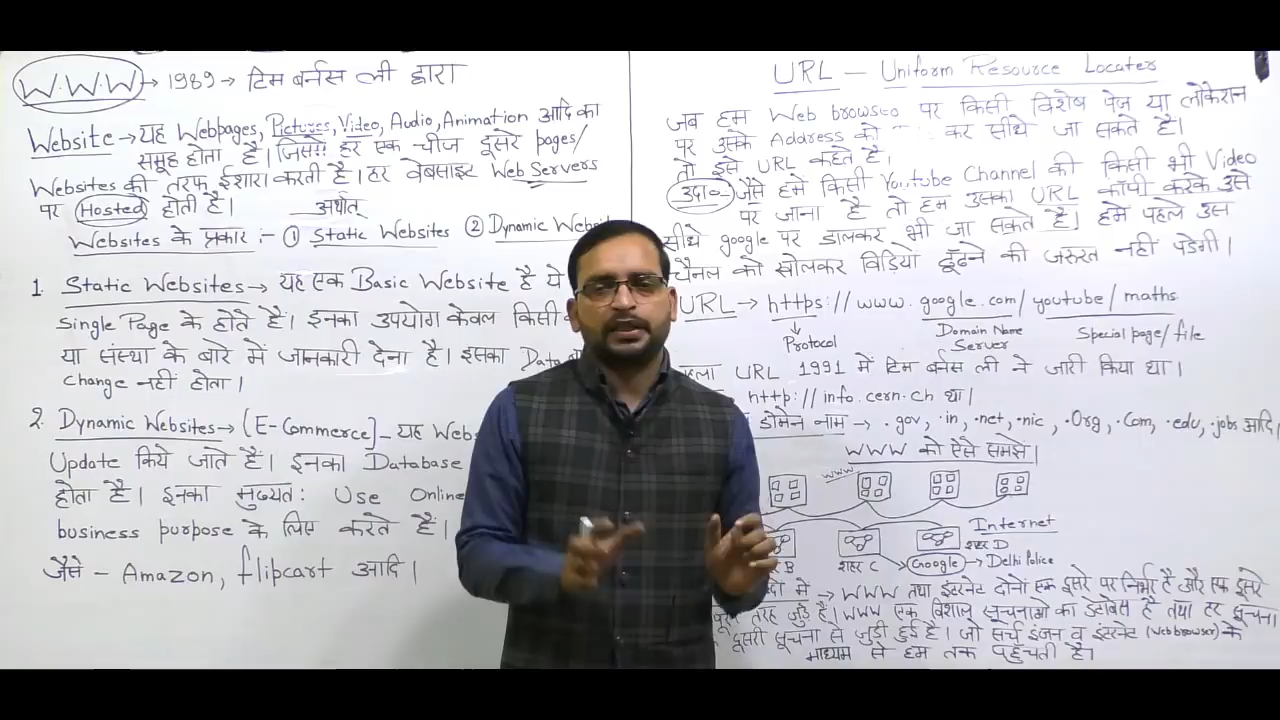 W.W.W → 1989 → टिम बर्नस ली द्वारा
Website → यह Webpages, Pictures, Video, Audio, Animation आदि का
समूह होता है। जिसमें हर एक चीज दूसरे pages/
Websites की तरफ ईशारा करती है। हर वेबसाइट Web Servers
पर Hosted होती है। अर्थात्
Websites के प्रकार :- ① Static Websites ② Dynamic
1. Static Websites → यह एक Basic Website है ये
Single Page के होते हैं। इनका उपयोग केवल किसी
या संस्था के बारे में जानकारी देना है। इसका
Change नहीं होता।
2. Dynamic Websites → (E-Commerce) - यह
Update किये जाते हैं। इनका Database
होता है। इनका मुख्यत: Use Online
business purpose के लिए करते हैं।
जैसे - Amazon, flipcart आदि।
URL - Uniform Resource Locater
जब हम Web browser पर किसी विशेष पेज या लोकेशन
पर उसके Address को कर सीधे जा सकते है।
तो इसे URL कहते है।
उदा०- जैसे हमें किसी Youtube Channel की किसी भी Video
पर जाना है तो हम उसका URL कॉपी करके उसे
सीधे google पर डालकर भी जा सकते है। हमे पहले उस
चैनल को खोलकर विडियों ढूंढने की जरुरत नहीं पडेगी।
URL → https://www.google.com/youtube/maths
Protocol
Domain Name
Server
Special page/file
URL 1991 में टिम बर्नस ली ने जारी किया था।
http://info.cern.ch था।
डोमेन नाम → .gov, .in, .net, .nic, .Org, .Com, .edu, .jobs आदि।
WWW को ऐसे समझें
WWW
Internet
B
शहर C
शहर D
Google → Delhi Police
में → WWW तथा इंटरनेट दोनों एक दूसरे पर निर्भर है और एक दूसरे
तरह जुड़े है। WWW एक विशाल सूचनाओं का डेटाबेस है तथा हर सूचना
दूसरी सूचना से जुड़ी हुई है। जो सर्च इंजन व इंटरनेट (Web browser) के
माध्यम से हम तक पहुंचती है।